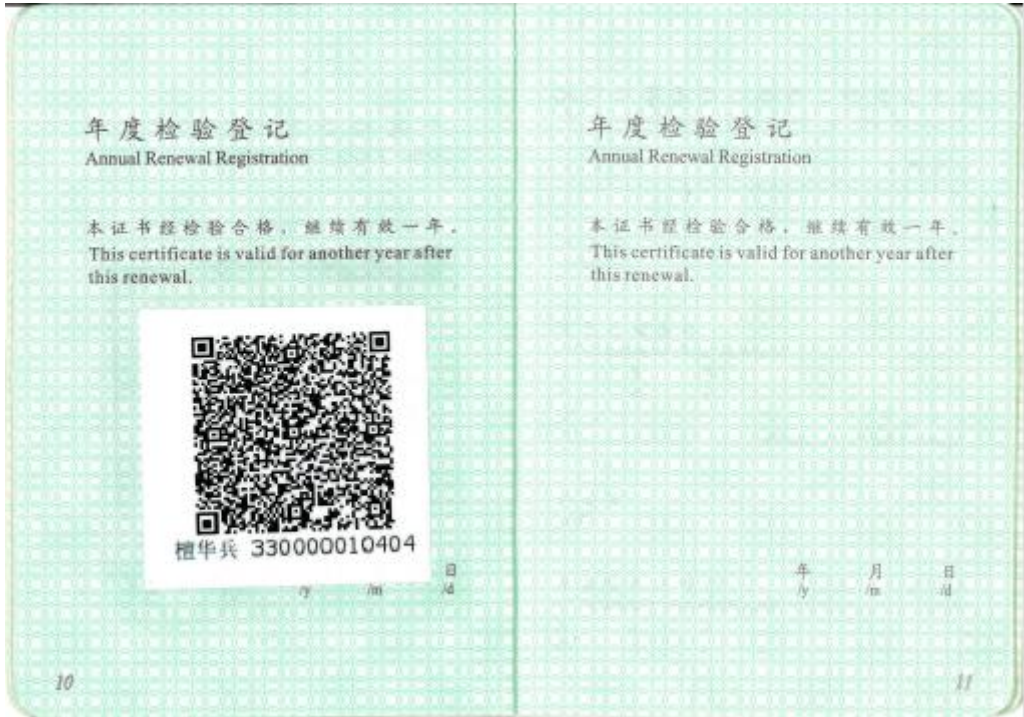 年度检验登记
Annual Renewal Registration
本证书经检验合格，继续有效一年。
This certificate is valid for another year after
this renewal.
檀华兵 330000010404
日
/y /m /d
10
年度检验登记
Annual Renewal Registration
本证书经检验合格，继续有效一年。
This certificate is valid for another year after
this renewal.
年 月 日
/y /m /d
11